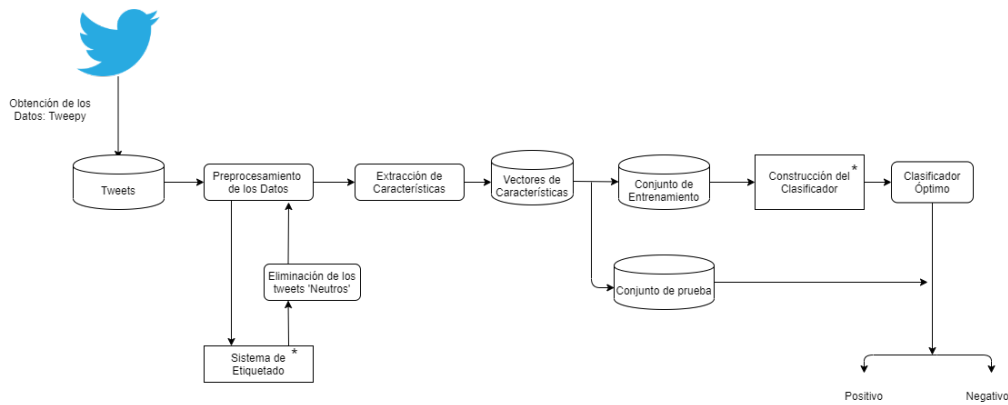 Obtención de los
Datos: Tweepy
Tweets
Preprocesamiento
de los Datos
Extracción de
Características
Vectores de
Características
Conjunto de
Entrenamiento
Construcción del *
Clasificador
Clasificador
Óptimo
Eliminación de los
tweets 'Neutros'
Conjunto de prueba
Sistema de *
Etiquetado
Positivo
Negativo